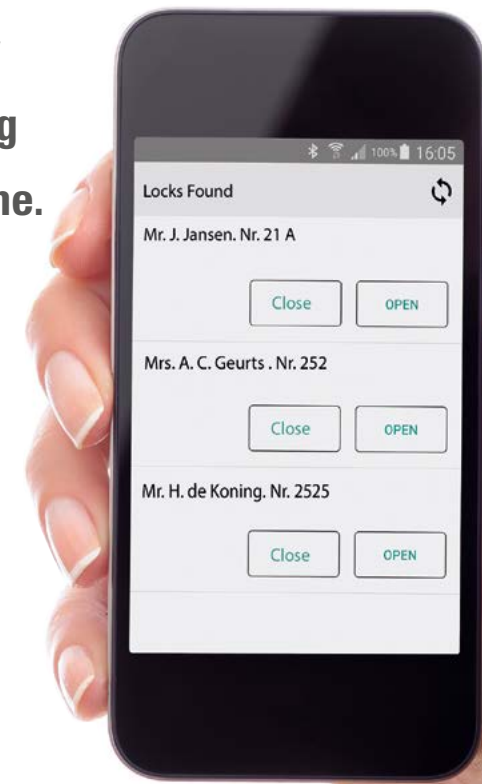 g
ne.
100% 16:05
Locks Found
Mr. J. Jansen. Nr. 21 A
Close OPEN
Mrs. A. C. Geurts . Nr. 252
Close OPEN
Mr. H. de Koning. Nr. 2525
Close OPEN